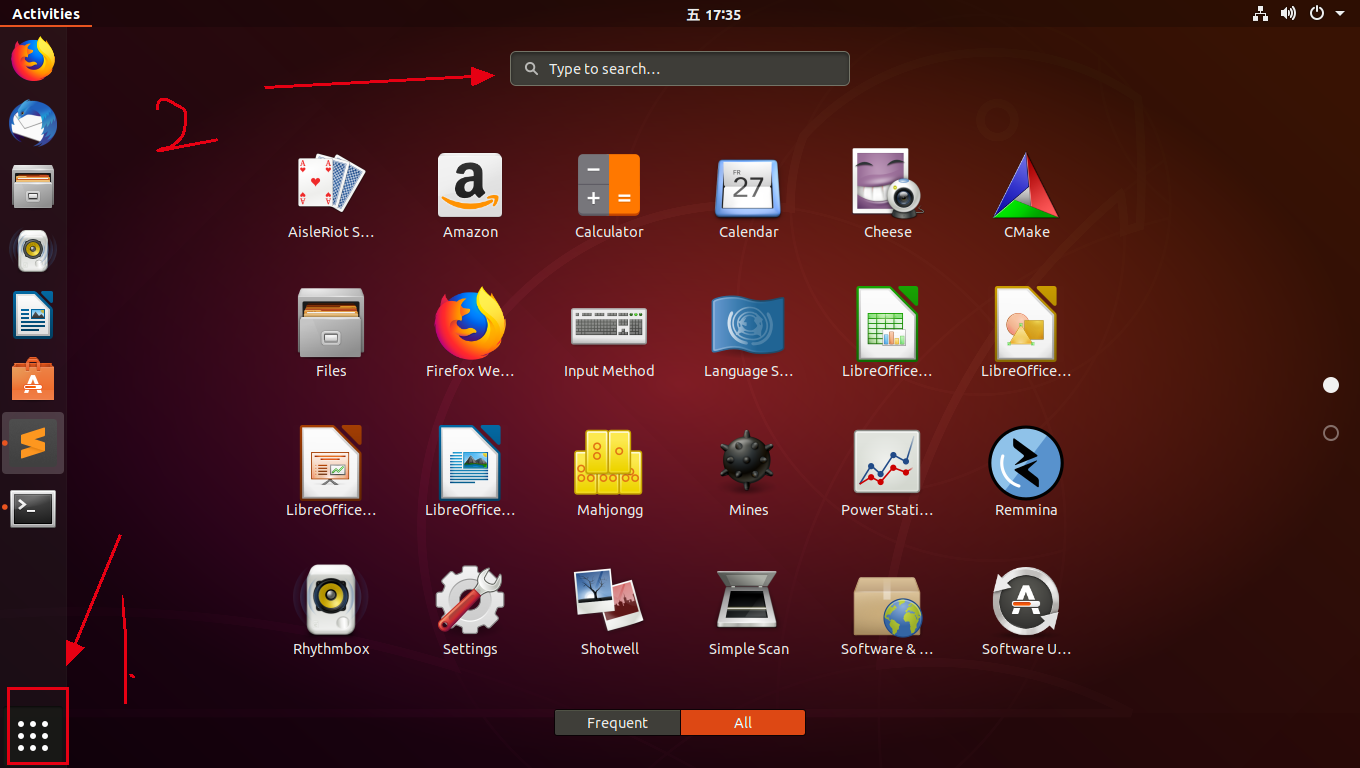 Activities
五 17:35
Type to search...
2
AisleRiot S...
Amazon
Calculator
FR
27
Calendar
Cheese
CMake
Files
Firefox We...
Input Method
Language S...
LibreOffice...
LibreOffice...
LibreOffice...
LibreOffice...
Mahjongg
Mines
Power Stati...
Remmina
Rhythmbox
Settings
Shotwell
Simple Scan
Software & ...
Software U...
1.
Frequent
All